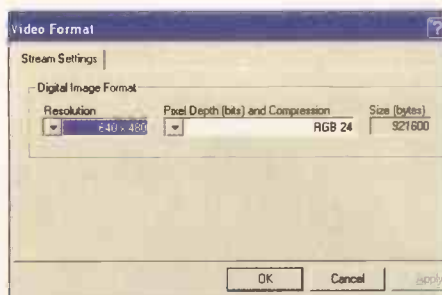 Video Format ?
Stream Settings
Digital Image Format
Resolution Pixel Depth (bits) and Compression Size (bytes)
640 x 480 RGB 24 921600
OK Cancel Apply